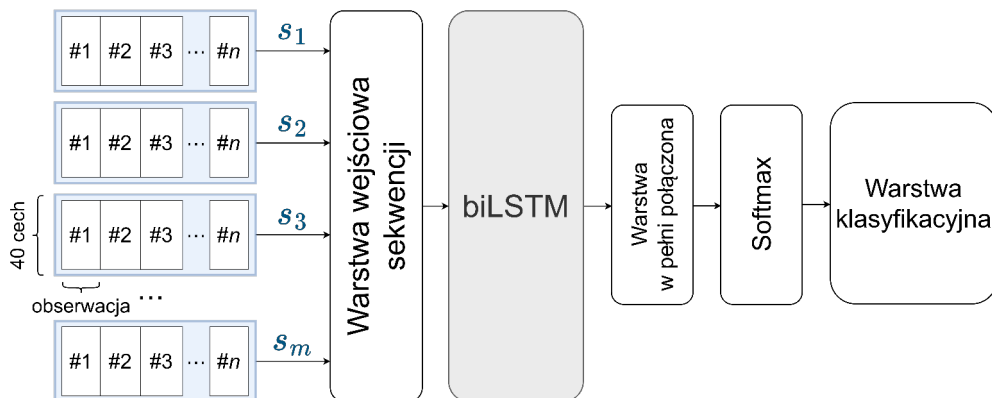 #1 #2 #3 ... #n
s1
#1 #2 #3 ... #n
s2
40 cech
#1 #2 #3 ... #n
s3
obserwacja ...
#1 #2 #3 ... #n
sm
Warstwa wejściowa
sekwencji
biLSTM
Warstwa
w pełni połączona
Softmax
Warstwa
klasyfikacyjna